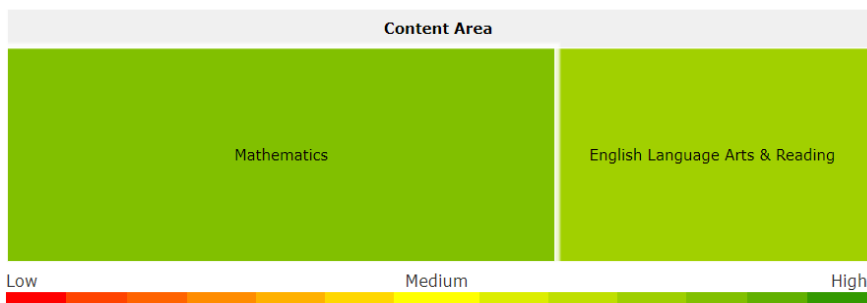 Content Area
Mathematics
English Language Arts & Reading
Low
Medium
High